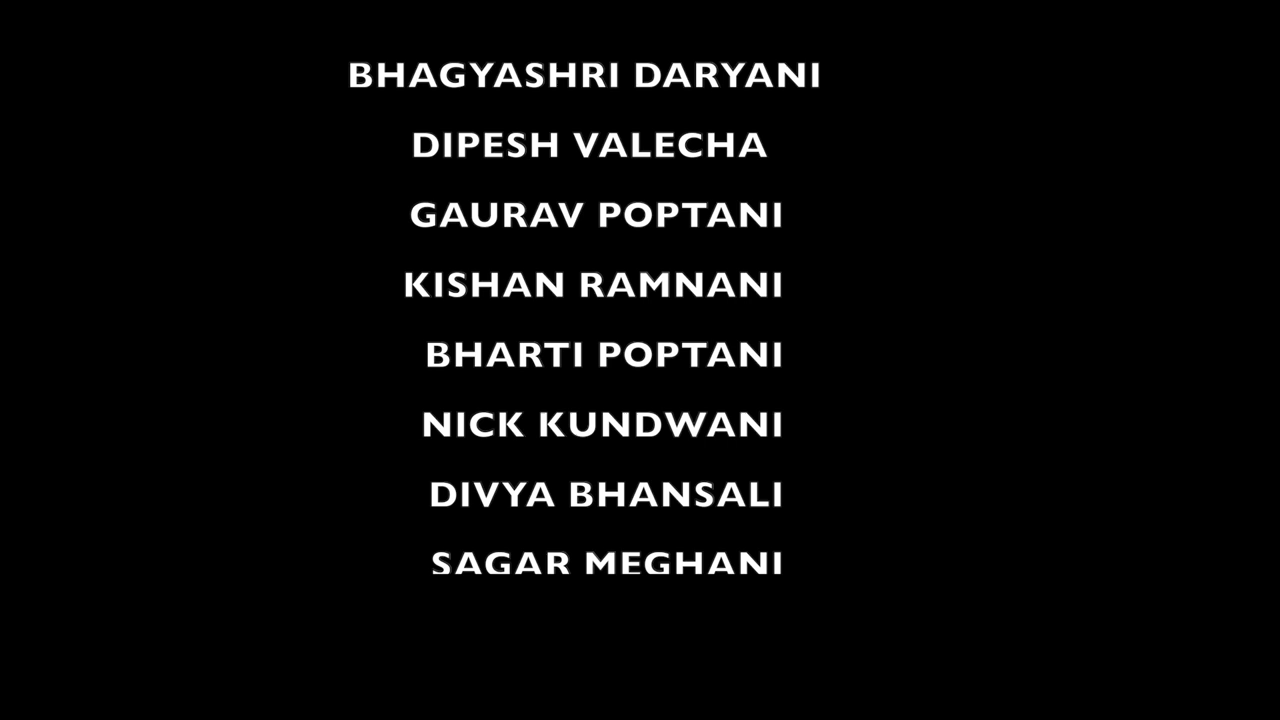 BHAGYASHRI DARYANI
DIPESH VALECHA
GAURAV POPTANI
KISHAN RAMNANI
BHARTI POPTANI
NICK KUNDWANI
DIVYA BHANSALI
SAGAR MEGHANI